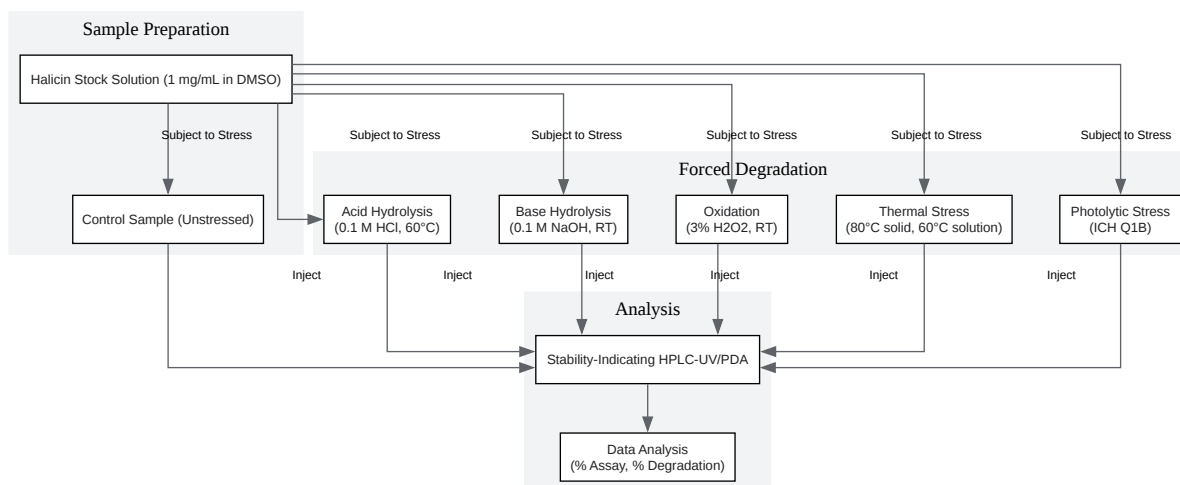 Sample Preparation
Halicin Stock Solution (1 mg/mL in DMSO)
Subject to Stress
Subject to Stress
Subject to Stress
Subject to Stress
Subject to Stress
Subject to Stress
Forced Degradation
Control Sample (Unstressed)
Acid Hydrolysis
(0.1 M HCl, 60°C)
Base Hydrolysis
(0.1 M NaOH, RT)
Oxidation
(3% H2O2, RT)
Thermal Stress
(80°C solid, 60°C solution)
Photolytic Stress
(ICH Q1B)
Inject
Inject
Inject
Inject
Inject
Inject
Analysis
Stability-Indicating HPLC-UV/PDA
Data Analysis
(% Assay, % Degradation)